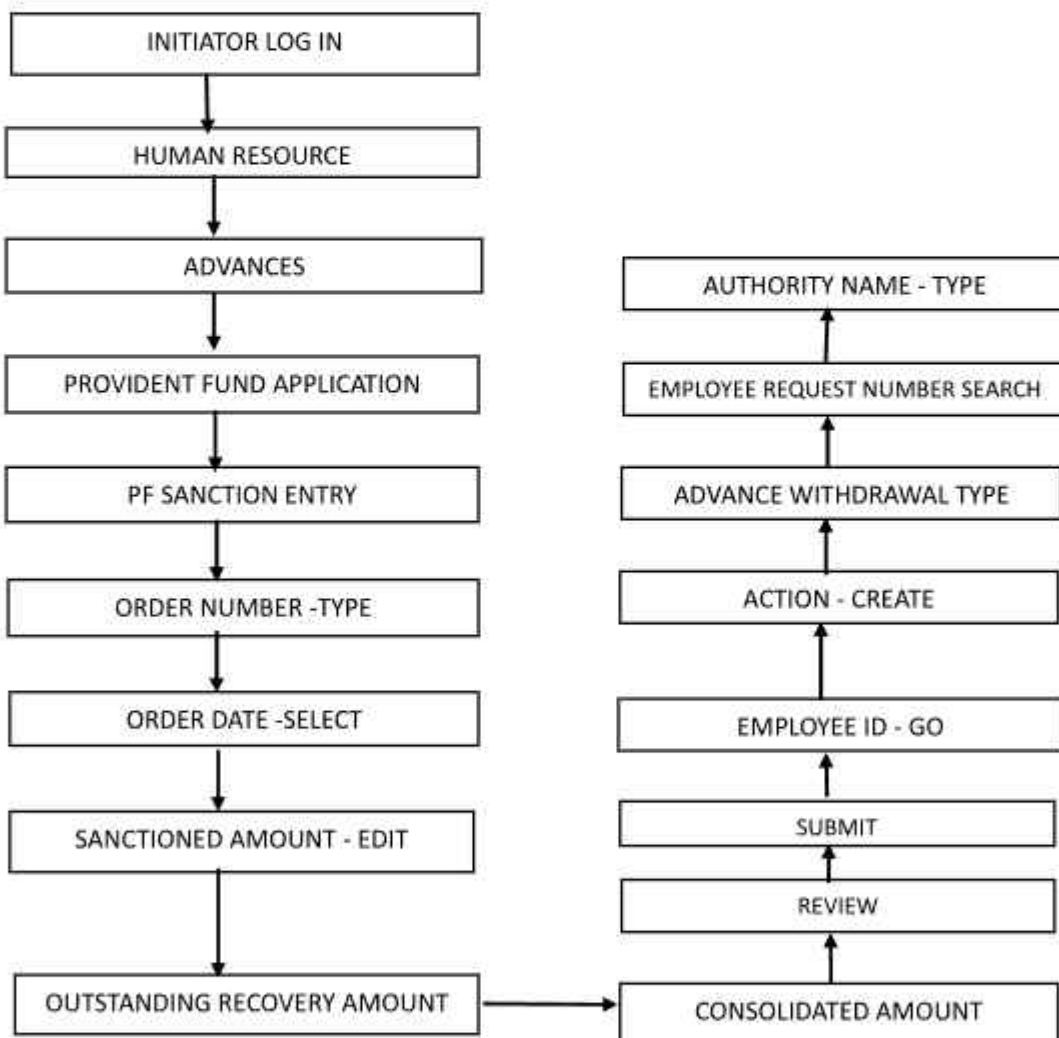 INITIATOR LOG IN
HUMAN RESOURCE
ADVANCES
PROVIDENT FUND APPLICATION
PF SANCTION ENTRY
ORDER NUMBER -TYPE
ORDER DATE -SELECT
SANCTIONED AMOUNT - EDIT
OUTSTANDING RECOVERY AMOUNT
CONSOLIDATED AMOUNT
REVIEW
SUBMIT
EMPLOYEE ID - GO
ACTION - CREATE
ADVANCE WITHDRAWAL TYPE
EMPLOYEE REQUEST NUMBER SEARCH
AUTHORITY NAME - TYPE